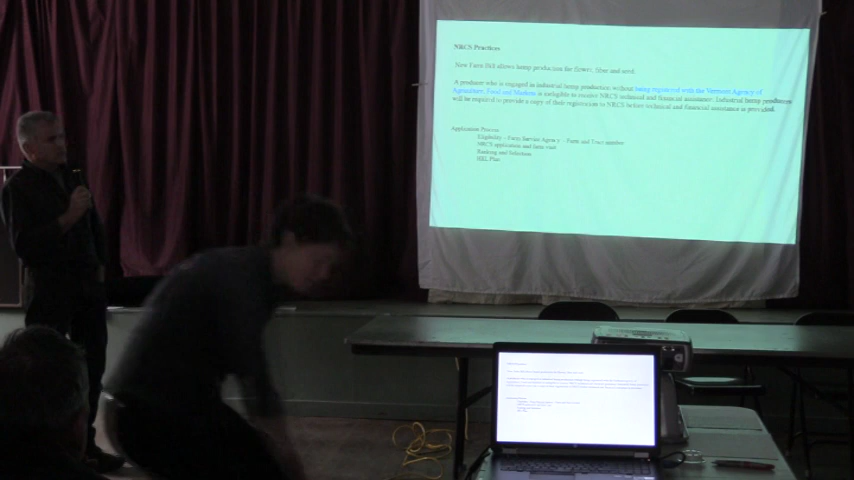 NRCS Practices
New Farm Bill allows hemp production for flower, fiber and seed.
A producer who is engaged in industrial hemp production without being registered with the Vermont Agency of
Agriculture, Food and Markets is ineligible to receive NRCS technical and financial assistance. Industrial hemp producers
will be required to provide a copy of their registration to NRCS before technical and financial assistance is provided.
Application Process
Eligibility - Farm Service Agency - Farm and Tract number
NRCS application and farm visit
Ranking and Selection
HEL Plan